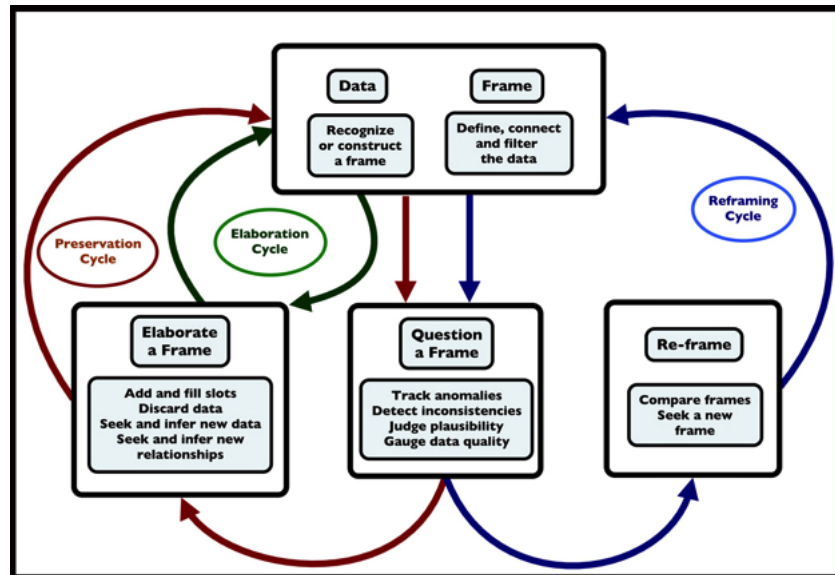 Data
Frame
Recognize
or construct
a frame
Define, connect
and filter
the data
Preservation
Cycle
Elaboration
Cycle
Reframing
Cycle
Elaborate
a Frame
Add and fill slots
Discard data
Seek and infer new data
Seek and infer new
relationships
Question
a Frame
Track anomalies
Detect inconsistencies
Judge plausibility
Gauge data quality
Re-frame
Compare frames
Seek a new
frame